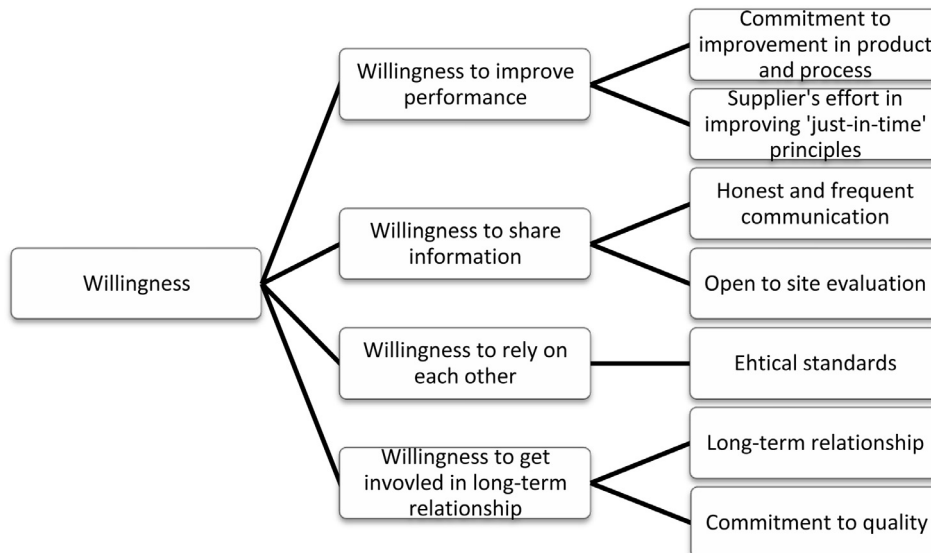 Willingness
Willingness to improve
performance
Commitment to
improvement in product
and process
Supplier's effort in
improving 'just-in-time'
principles
Willingness to share
information
Honest and frequent
communication
Open to site evaluation
Willingness to rely on
each other
Ehtical standards
Willingness to get
invovled in long-term
relationship
Long-term relationship
Commitment to quality